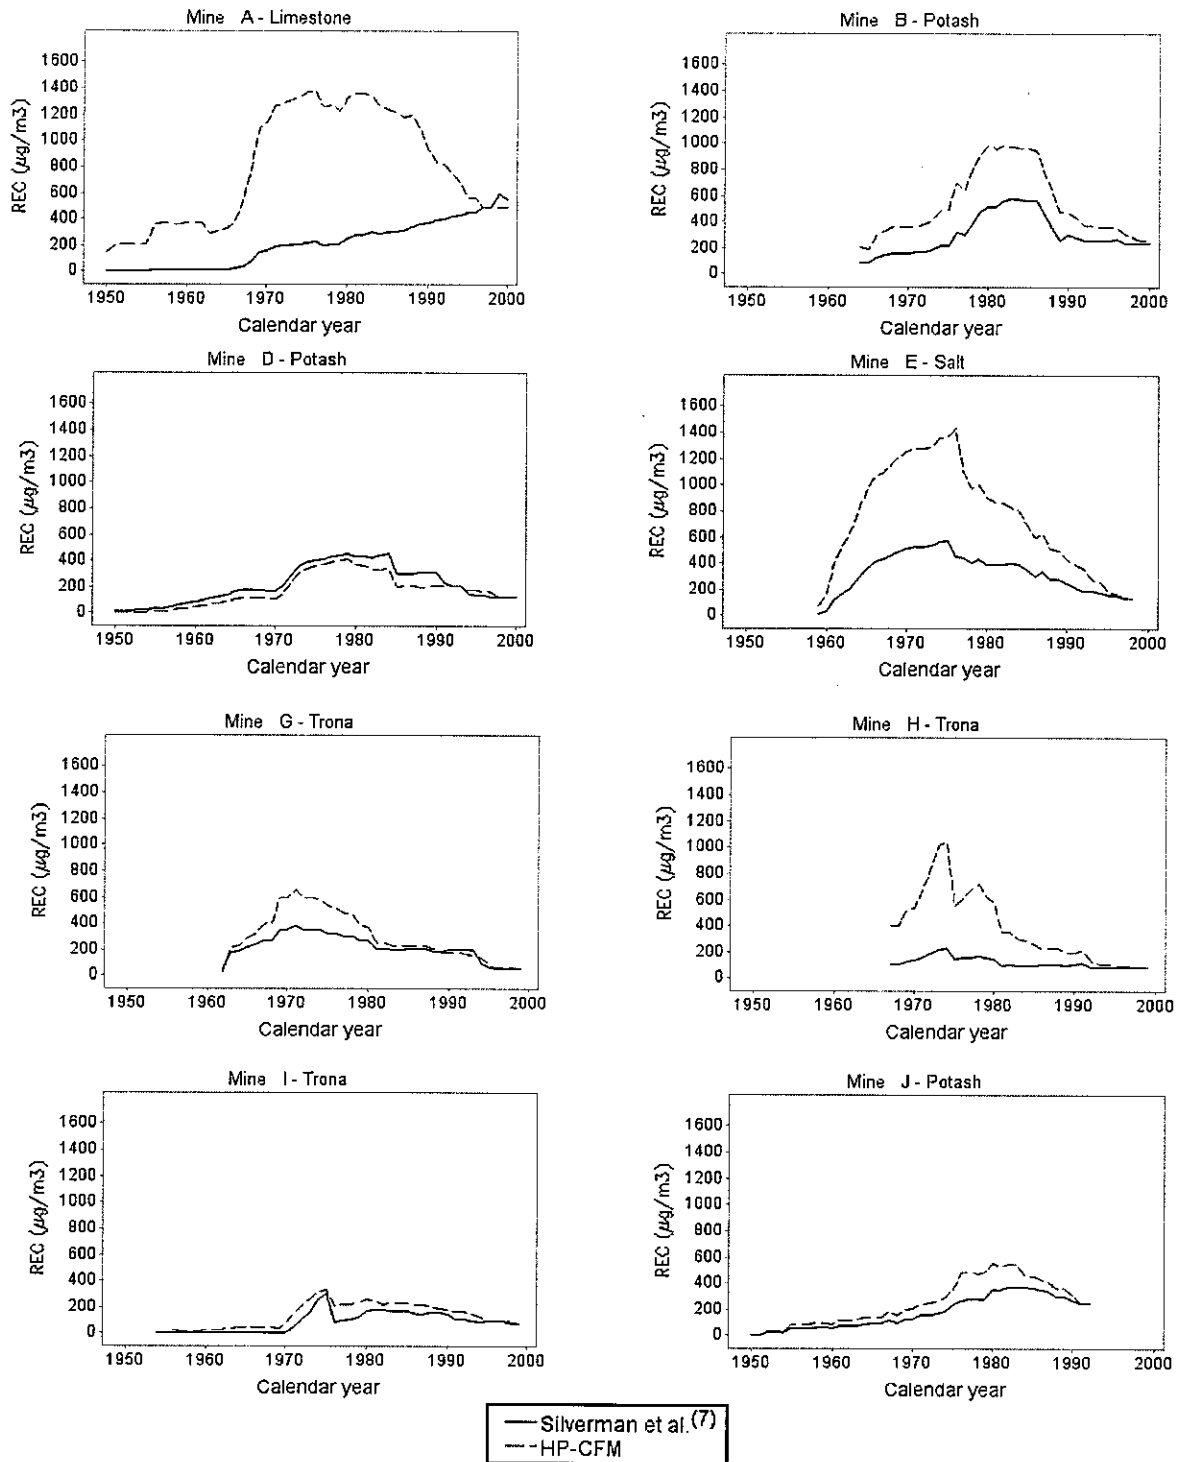 Mine A - Limestone
REC (µg/m3)
1600
1400
1200
1000
800
600
400
200
0
1950 1960 1970 1980 1990 2000
Calendar year
Mine B - Potash
REC (µg/m3)
1600
1400
1200
1000
800
600
400
200
0
1950 1960 1970 1980 1990 2000
Calendar year
Mine D - Potash
REC (µg/m3)
1600
1400
1200
1000
800
600
400
200
0
1950 1960 1970 1980 1990 2000
Calendar year
Mine E - Salt
REC (µg/m3)
1600
1400
1200
1000
800
600
400
200
0
1950 1960 1970 1980 1990 2000
Calendar year
Mine G - Trona
REC (µg/m3)
1600
1400
1200
1000
800
600
400
200
0
1950 1960 1970 1980 1990 2000
Calendar year
Mine H - Trona
REC (µg/m3)
1600
1400
1200
1000
800
600
400
200
0
1950 1960 1970 1980 1990 2000
Calendar year
Mine I - Trona
REC (µg/m3)
1600
1400
1200
1000
800
600
400
200
0
1950 1960 1970 1980 1990 2000
Calendar year
Mine J - Potash
REC (µg/m3)
1600
1400
1200
1000
800
600
400
200
0
1950 1960 1970 1980 1990 2000
Calendar year
Silverman et al.(7)
HP-CFM